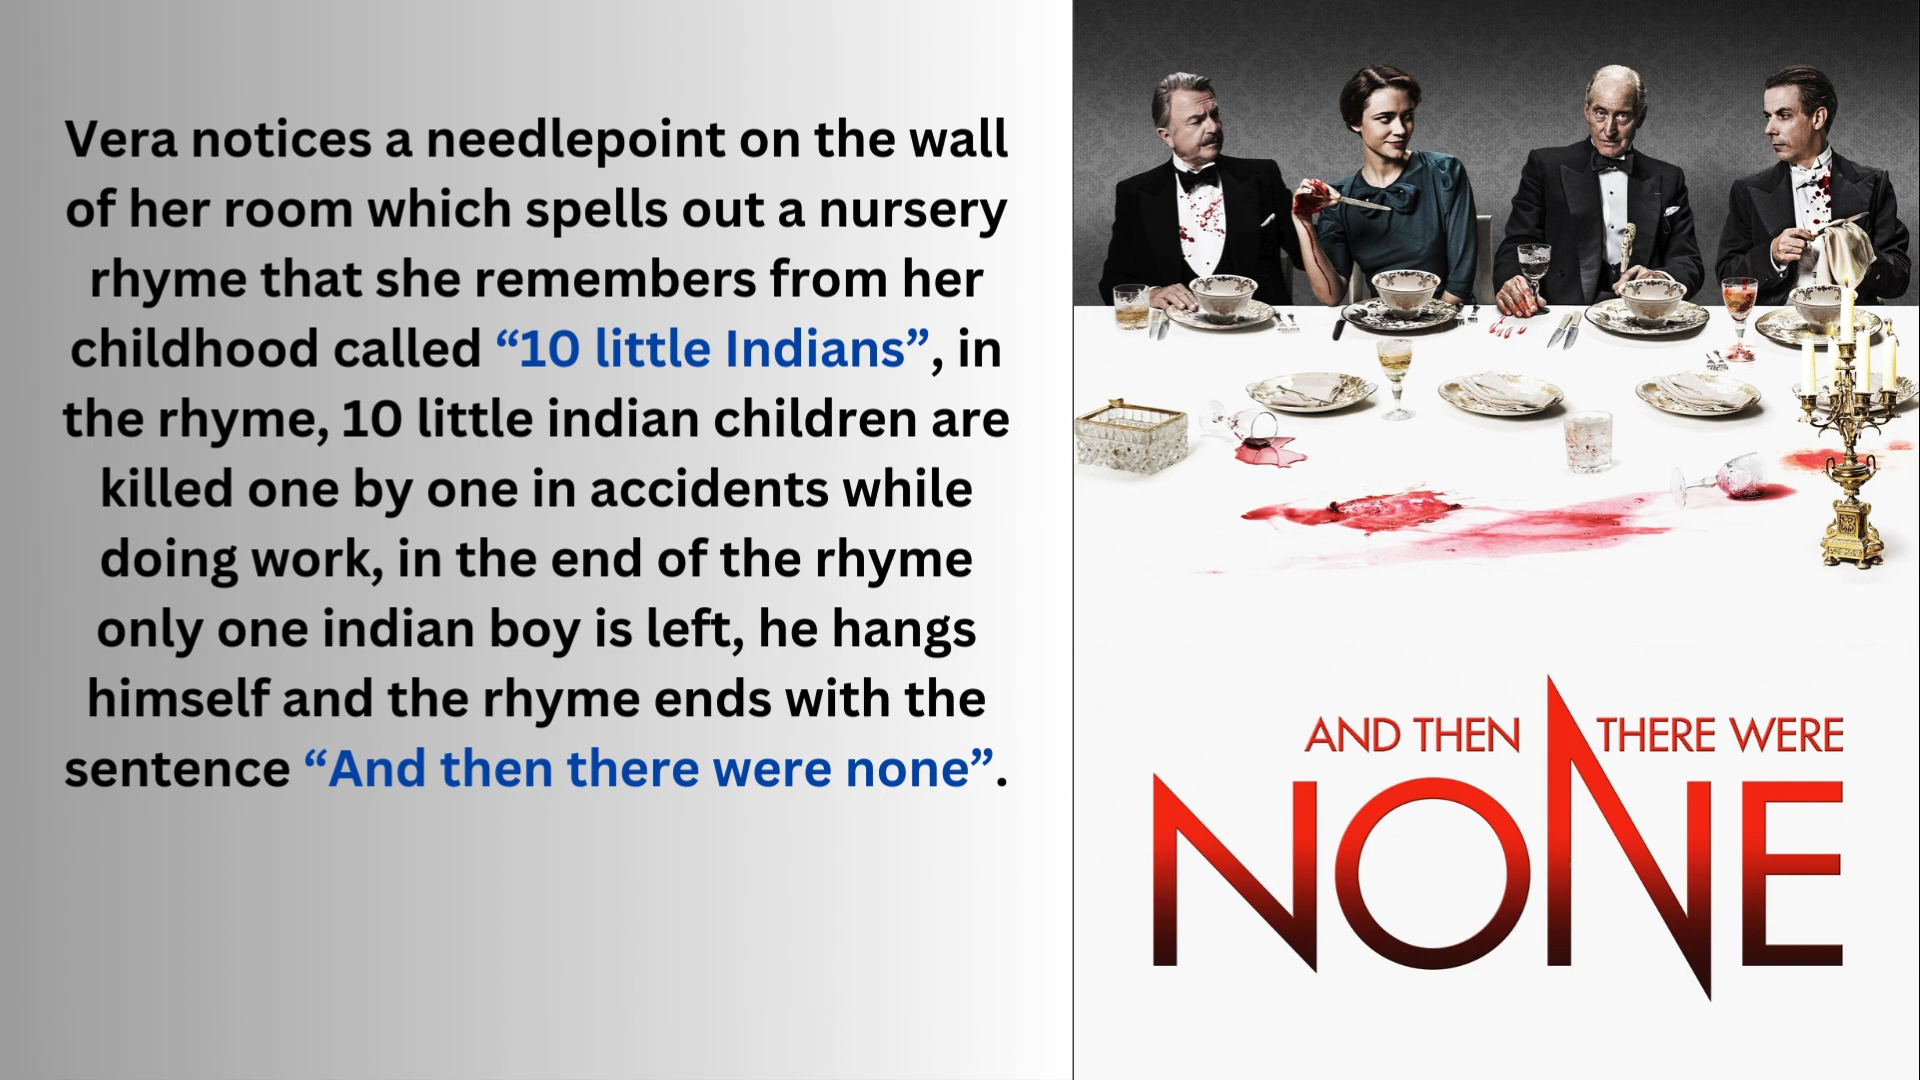 Vera notices a needlepoint on the wall
of her room which spells out a nursery
rhyme that she remembers from her
childhood called “10 little Indians”, in
the rhyme, 10 little indian children are
killed one by one in accidents while
doing work, in the end of the rhyme
only one indian boy is left, he hangs
himself and the rhyme ends with the
sentence “And then there were none”.
AND THEN THERE WERE
NONE